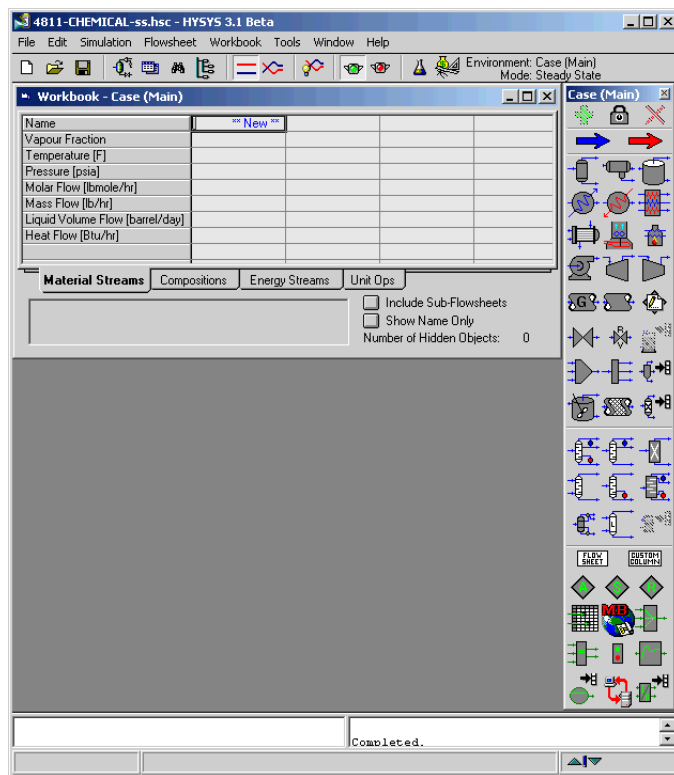 4811-CHEMICAL-ss.hsc - HYSYS 3.1 Beta
File Edit Simulation Flowsheet Workbook Tools Window Help
Environment: Case (Main)
Mode: Steady State
Workbook - Case (Main)
Case (Main)
Name ** New **
Vapour Fraction
Temperature [F]
Pressure [psia]
Molar Flow [lbmole/hr]
Mass Flow [lb/hr]
Liquid Volume Flow [barrel/day]
Heat Flow [Btu/hr]
Material Streams Compositions Energy Streams Unit Ops
Include Sub-Flowsheets
Show Name Only
Number of Hidden Objects: 0
G
R
L
FLOW
SHEET
CUSTOM
COLUMN
MB
Completed.